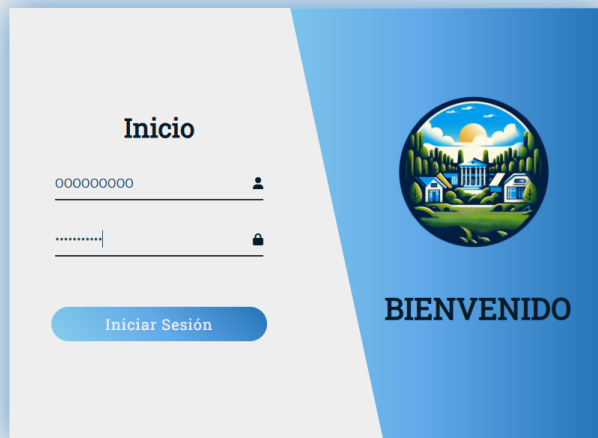 Inicio
000000000
•••••••••••
Iniciar Sesión
BIENVENIDO